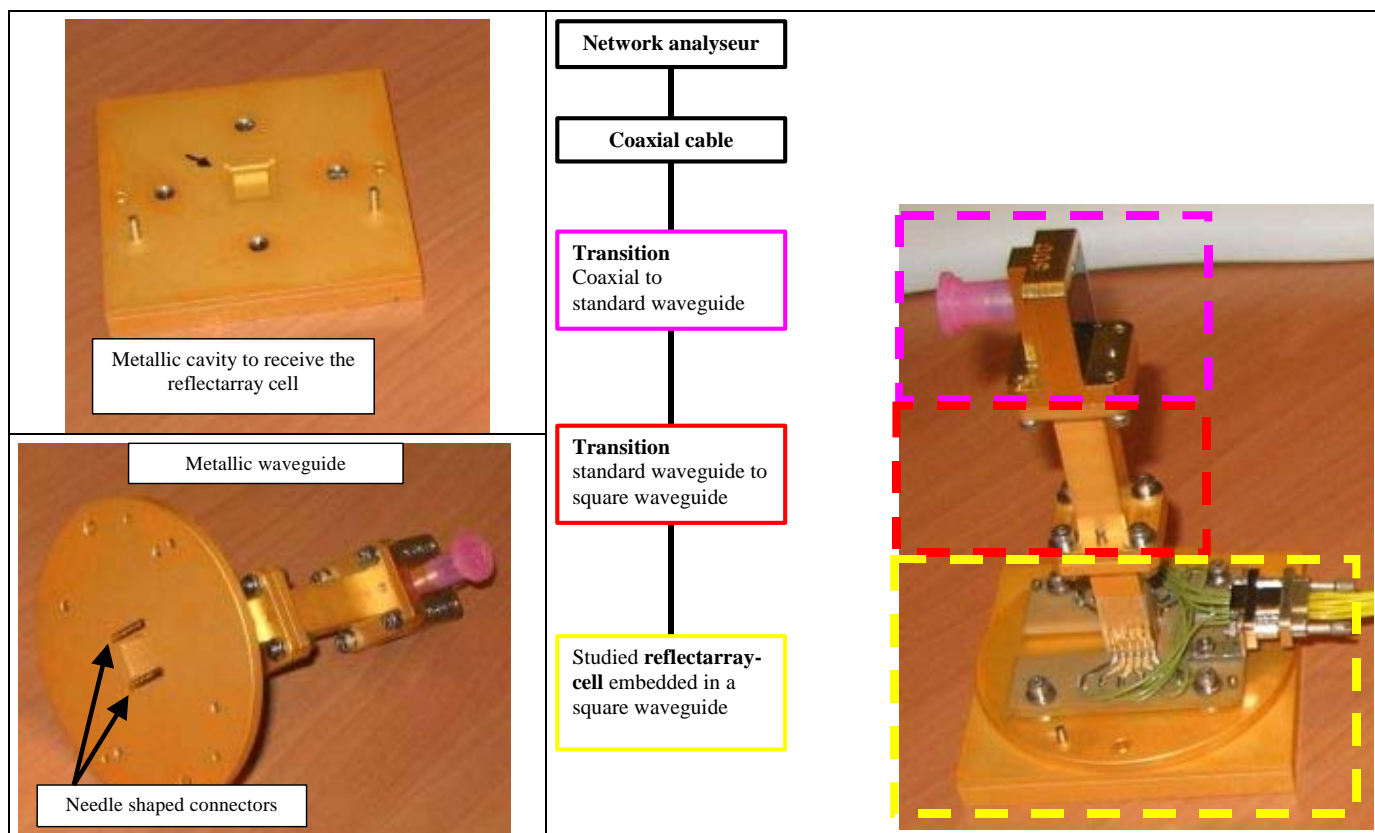 Metallic cavity to receive the
reflectarray cell
Metallic waveguide
Needle shaped connectors
Network analyseur
Coaxial cable
Transition
Coaxial to
standard waveguide
Transition
standard waveguide to
square waveguide
Studied reflectarray-
cell embedded in a
square waveguide